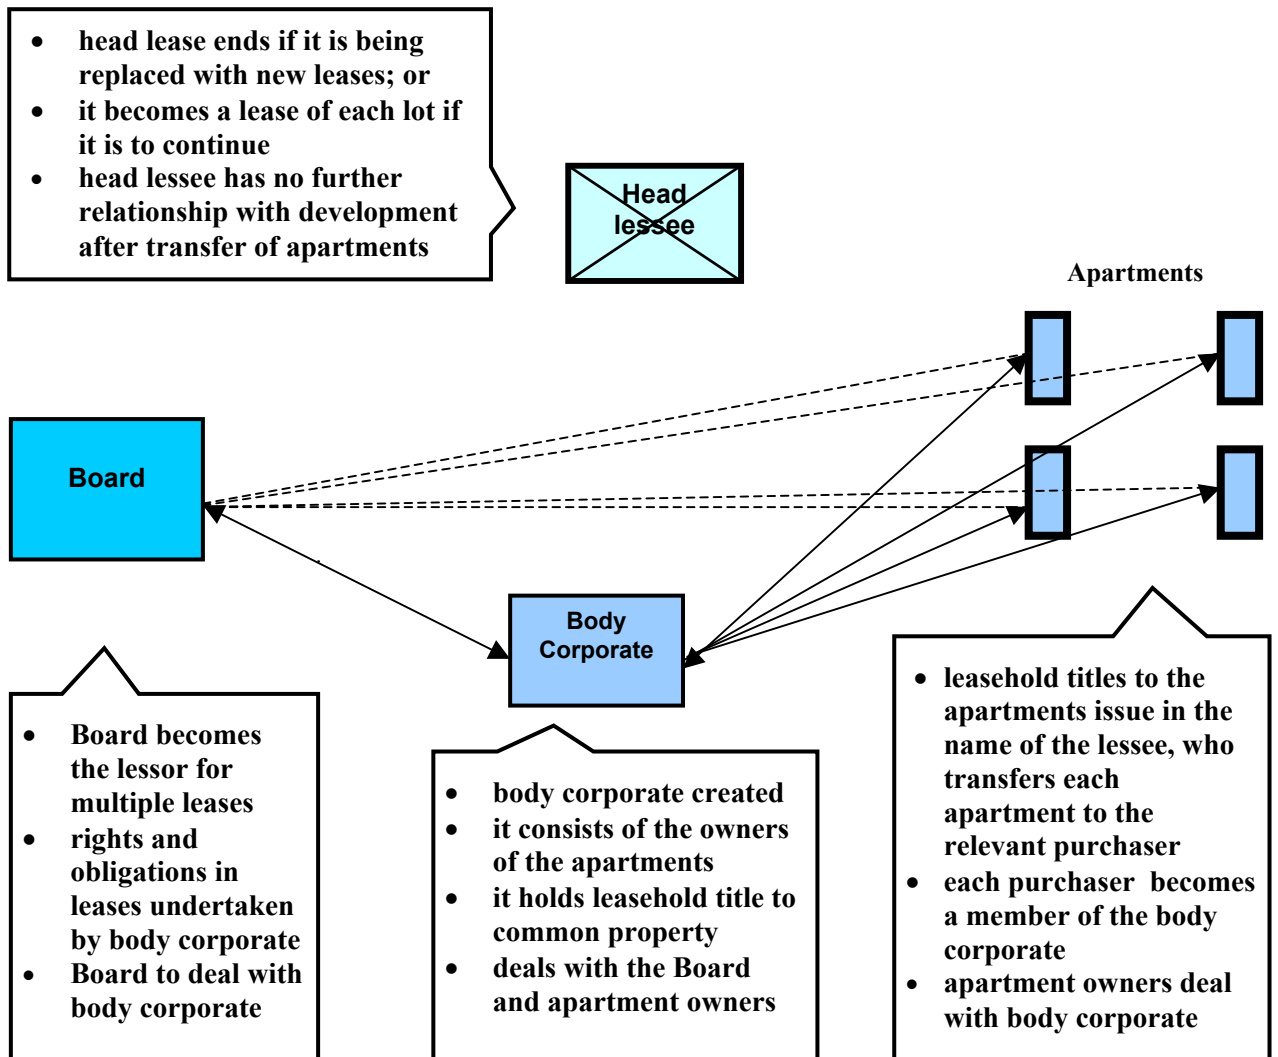 • head lease ends if it is being
replaced with new leases; or
• it becomes a lease of each lot if
it is to continue
• head lessee has no further
relationship with development
after transfer of apartments
Head
lessee
Apartments
Board
Body
Corporate
• Board becomes
the lessor for
multiple leases
• rights and
obligations in
leases undertaken
by body corporate
• Board to deal with
body corporate
• body corporate created
• it consists of the owners
of the apartments
• it holds leasehold title to
common property
• deals with the Board
and apartment owners
• leasehold titles to the
apartments issue in the
name of the lessee, who
transfers each
apartment to the
relevant purchaser
• each purchaser becomes
a member of the body
corporate
• apartment owners deal
with body corporate